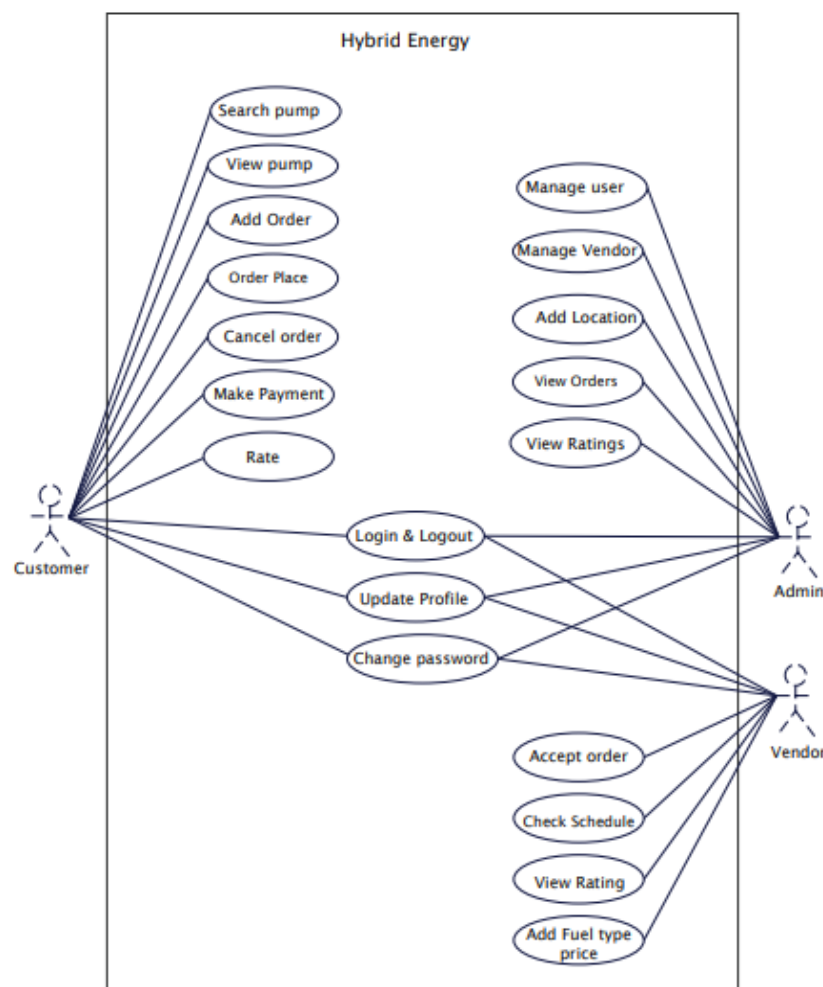 Hybrid Energy
Search pump
View pump
Add Order
Order Place
Cancel order
Make Payment
Rate
Manage user
Manage Vendor
Add Location
View Orders
View Ratings
Customer
Login & Logout
Update Profile
Change password
Admin
Vendor
Accept order
Check Schedule
View Rating
Add Fuel type
price